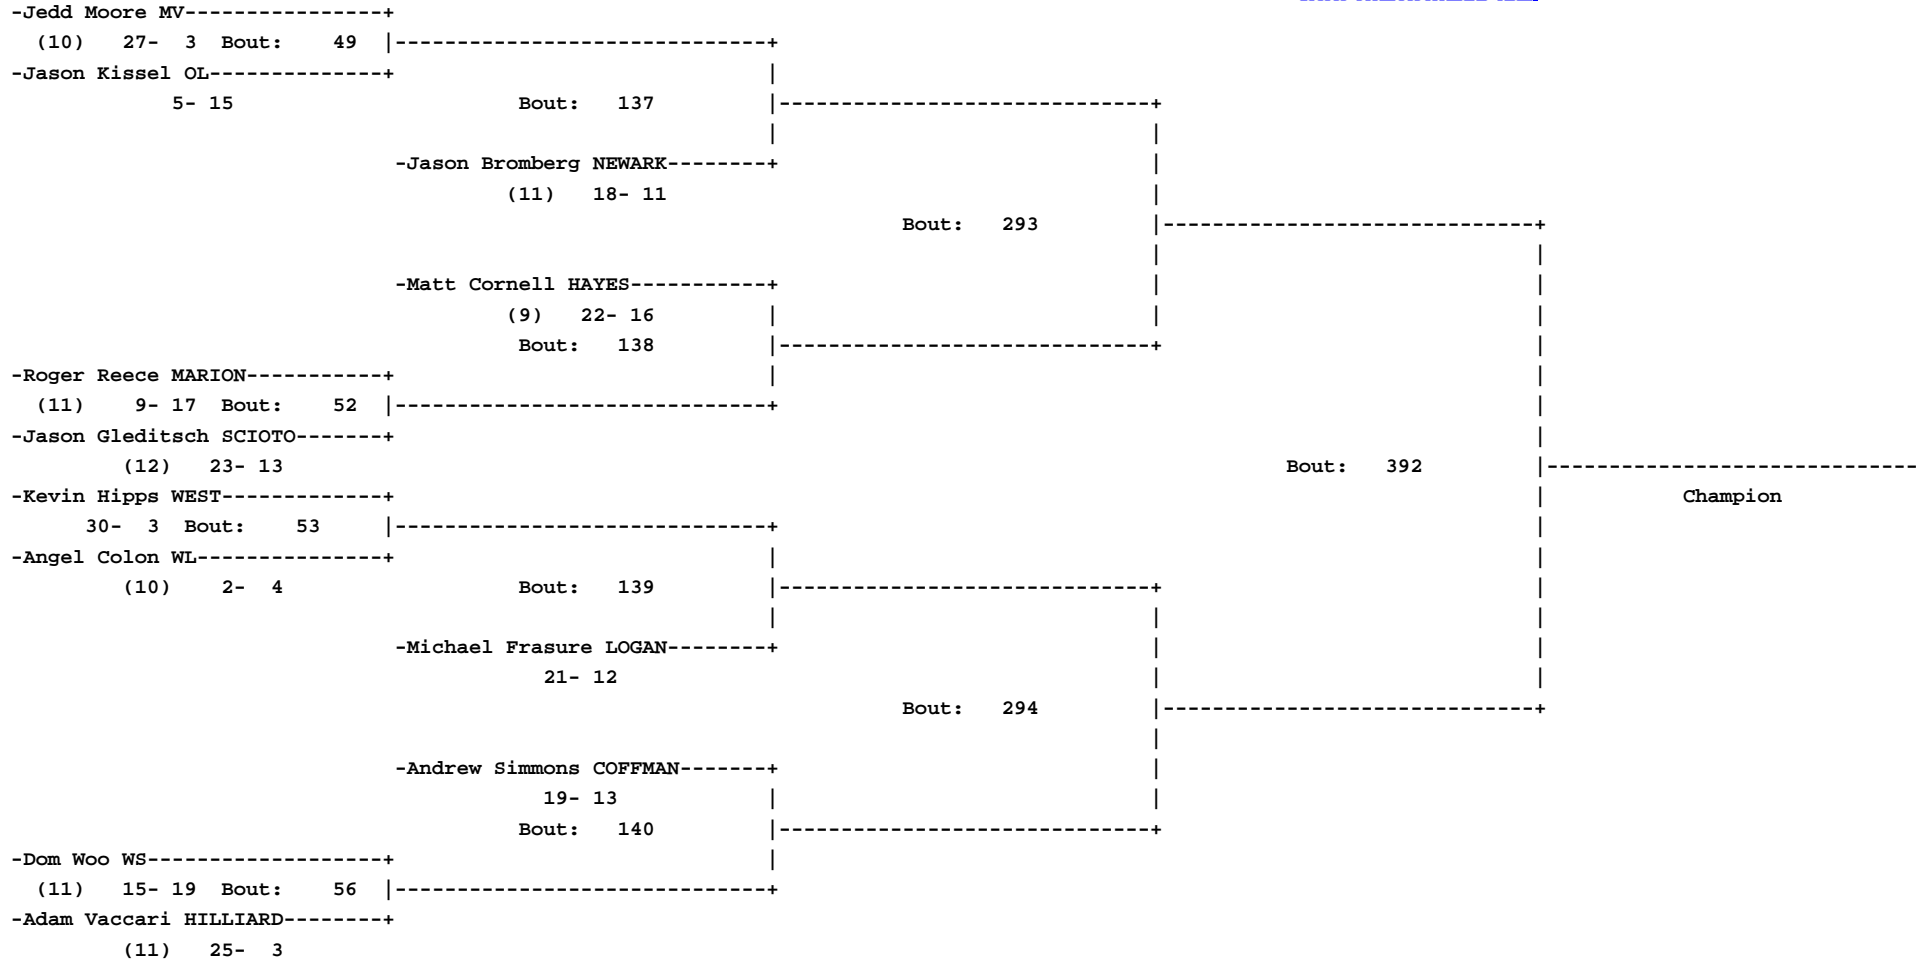 -Jedd Moore MV----------------+
(10) 27- 3 Bout: 49 |------------------------------+
-Jason Kissel OL--------------+ |
5- 15 Bout: 137 |------------------------------+
| |
-Jason Bromberg NEWARK--------+ |
(11) 18- 11 |
Bout: 293 |------------------------------+
| |
-Matt Cornell HAYES-----------+ | |
(9) 22- 16 | | |
Bout: 138 |------------------------------+ |
-Roger Reece MARION-----------+ | |
(11) 9- 17 Bout: 52 |------------------------------+ |
-Jason Gleditsch SCIOTO-------+ |
(12) 23- 13 Bout: 392 |------------------------------
-Kevin Hipps WEST-------------+ | Champion
30- 3 Bout: 53 |------------------------------+ |
-Angel Colon WL---------------+ | |
(10) 2- 4 Bout: 139 |------------------------------+ |
| | |
-Michael Frasure LOGAN--------+ | |
21- 12 | |
Bout: 294 |------------------------------+
|
-Andrew Simmons COFFMAN-------+ |
19- 13 | |
Bout: 140 |------------------------------+
-Dom Woo WS-------------------+ |
(11) 15- 19 Bout: 56 |------------------------------+
-Adam Vaccari HILLIARD--------+
(11) 25- 3